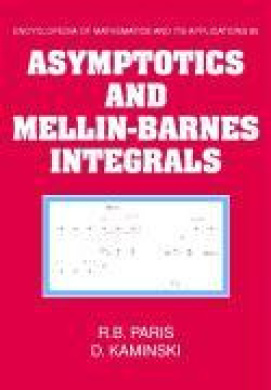 ENCYCLOPEDIA OF MATHEMATICS AND ITS APPLICATIONS 85
ASYMPTOTICS
AND
MELLIN-BARNES
INTEGRALS
R.B. PARIS
D. KAMINSKI